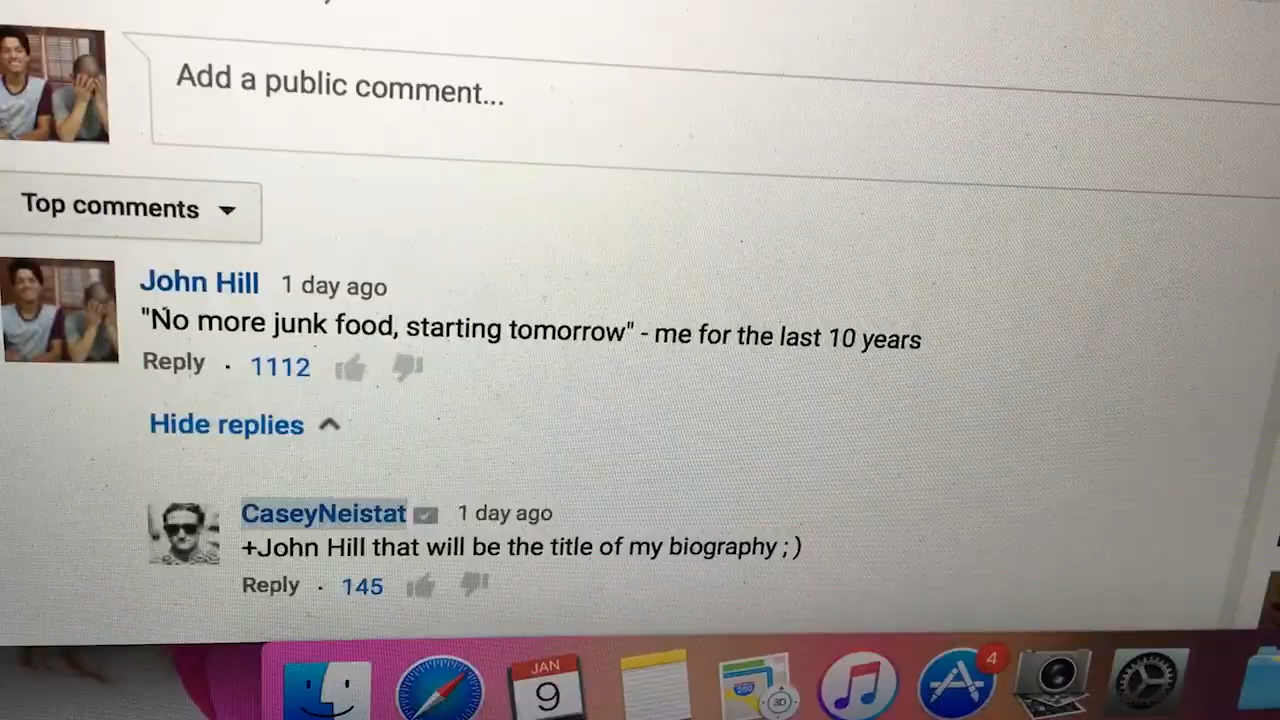 Add a public comment...
Top comments
John Hill 1 day ago
"No more junk food, starting tomorrow" - me for the last 10 years
Reply · 1112
Hide replies
CaseyNeistat 1 day ago
+John Hill that will be the title of my biography ; )
Reply · 145
JAN
9
280
3D
4